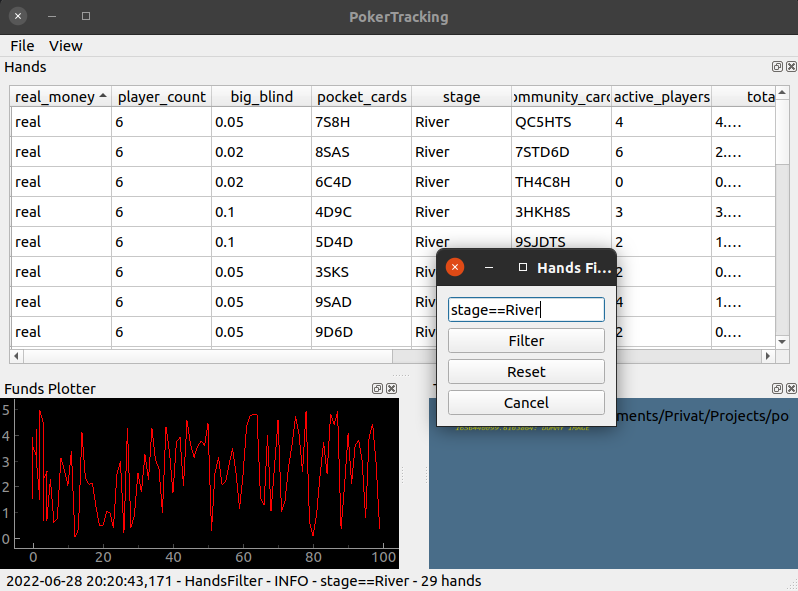 PokerTracking
File View
Hands
real_money player_count big_blind pocket_cards stage ommunity_card active_players tota
real 6 0.05 7S8H River QC5HTS 4 4.…
real 6 0.02 8SAS River 7STD6D 6 2.…
real 6 0.02 6C4D River TH4C8H 0 0.…
real 6 0.1 4D9C River 3HKH8S 3 3.…
real 6 0.1 5D4D River 9SJDTS 2 1.…
real 6 0.05 3SKS 2 0.…
real 6 0.05 9SAD 4 1.…
real 6 0.05 9D6D 2 0.…
Hands Fi…
stage==River
Filter
Reset
Cancel
Funds Plotter
5
4
3
2
1
0
0 20 40 60 80 100
ments/Privat/Projects/po
2022-06-28 20:20:43,171 - HandsFilter - INFO - stage==River - 29 hands